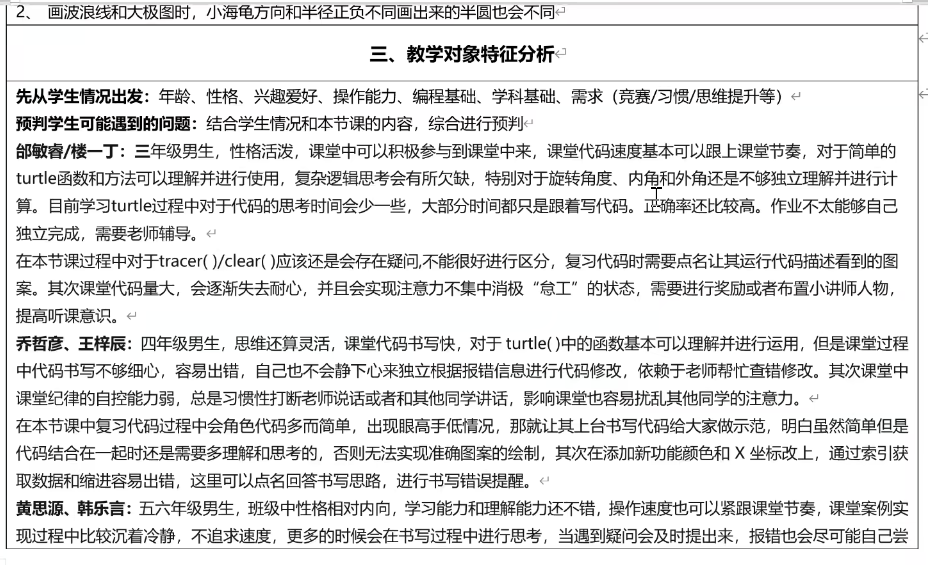 2、 画波浪线和大极图时，小海龟方向和半径正负不同画出来的半圆也会不同
三、教学对象特征分析
先从学生情况出发：年龄、性格、兴趣爱好、操作能力、编程基础、学科基础、需求（竞赛/习惯/思维提升等）
预判学生可能遇到的问题：结合学生情况和本节课的内容，综合进行预判
邰敏睿/楼一丁：三年级男生，性格活泼，课堂中可以积极参与到课堂中来，课堂代码速度基本可以跟上课堂节奏，对于简单的
turtle函数和方法可以理解并进行使用，复杂逻辑思考会有所欠缺，特别对于旋转角度、内角和外角还是不够独立理解并进行计
算。目前学习turtle过程中对于代码的思考时间会少一些，大部分时间都只是跟着写代码。正确率还比较高。作业不太能够自己
独立完成，需要老师辅导。
在本节课过程中对于tracer( )/clear( )应该还是会存在疑问,不能很好进行区分，复习代码时需要点名让其运行代码描述看到的图
案。其次课堂代码量大，会逐渐失去耐心，并且会实现注意力不集中消极“怠工”的状态，需要进行奖励或者布置小讲师人物，
提高听课意识。
乔哲彦、王梓辰：四年级男生，思维还算灵活，课堂代码书写快，对于 turtle( )中的函数基本可以理解并进行运用，但是课堂过程
中代码书写不够细心，容易出错，自己也不会静下心来独立根据报错信息进行代码修改，依赖于老师帮忙查错修改。其次课堂中
课堂纪律的自控能力弱，总是习惯性打断老师说话或者和其他同学讲话，影响课堂也容易扰乱其他同学的注意力。
在本节课中复习代码过程中会角色代码多而简单，出现眼高手低情况，那就让其上台书写代码给大家做示范，明白虽然简单但是
代码结合在一起时还是需要多理解和思考的，否则无法实现准确图案的绘制，其次在添加新功能颜色和 X 坐标改上，通过索引获
取数据和缩进容易出错，这里可以点名回答书写思路，进行书写错误提醒。
黄思源、韩乐言：五六年级男生，班级中性格相对内向，学习能力和理解能力还不错，操作速度也可以紧跟课堂节奏，课堂案例实
现过程中比较沉着冷静，不追求速度，更多的时候会在书写过程中进行思考，当遇到疑问会及时提出来，报错也会尽可能自己尝